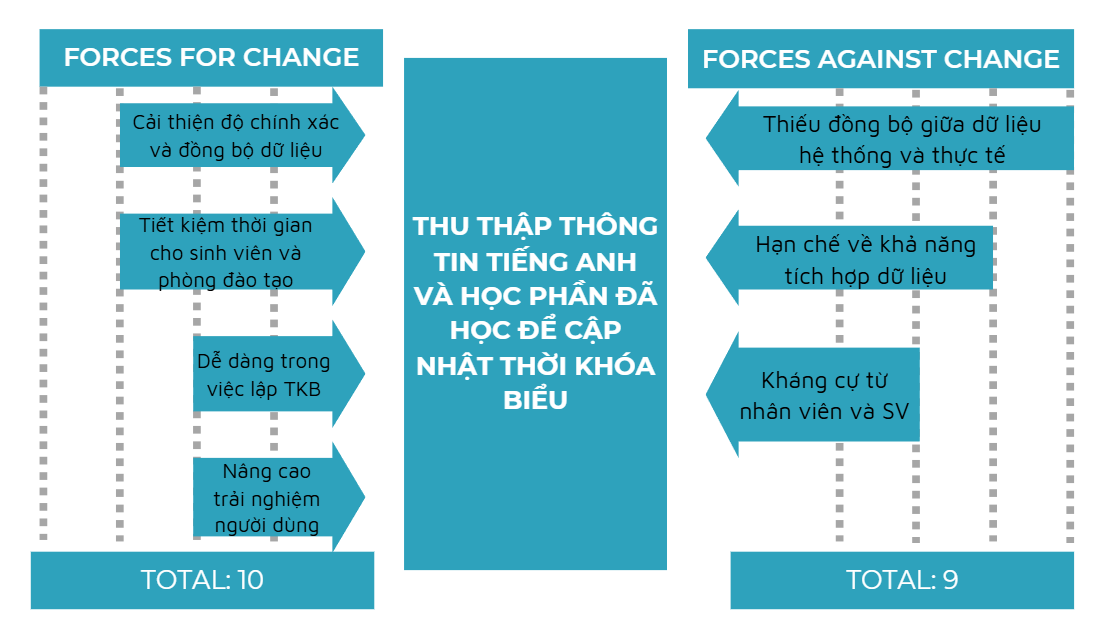 FORCES FOR CHANGE
Cải thiện độ chính xác
và đồng bộ dữ liệu
Tiết kiệm thời gian
cho sinh viên và
phòng đào tạo
Dễ dàng trong
việc lập TKB
Nâng cao
trải nghiệm
người dùng
TOTAL: 10
THU THẬP THÔNG
TIN TIẾNG ANH
VÀ HỌC PHẦN ĐÃ
HỌC ĐỂ CẬP
NHẬT THỜI KHÓA
BIỂU
FORCES AGAINST CHANGE
Thiếu đồng bộ giữa dữ liệu
hệ thống và thực tế
Hạn chế về khả năng
tích hợp dữ liệu
Kháng cự từ
nhân viên và SV
TOTAL: 9